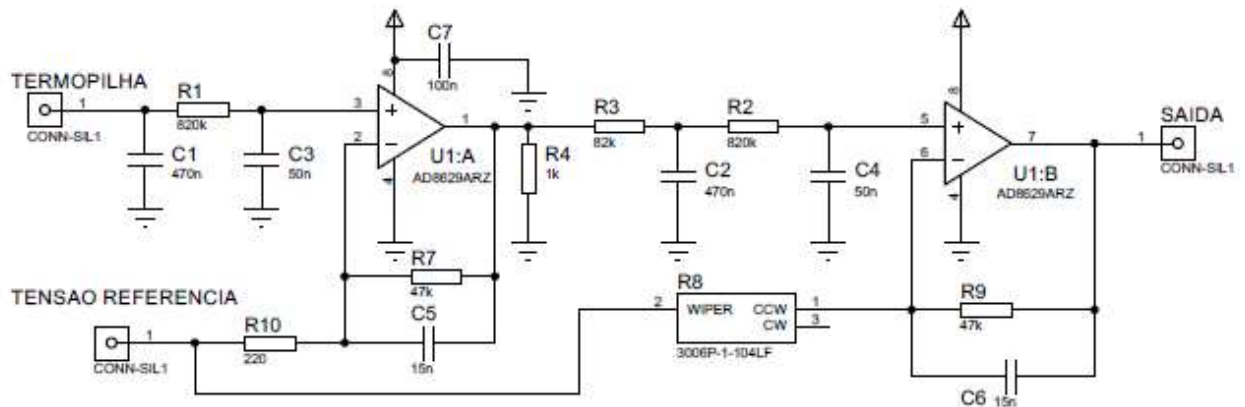 TERMOPILHA
1
CONN-SIL1
R1
820k
C1
470n
C3
50n
C7
100n
8
3
2
1
4
U1:A
AD8629ARZ
R4
1k
R3
82k
R2
820k
C2
470n
C4
50n
8
5
6
7
4
U1:B
AD8629ARZ
SAIDA
1
CONN-SIL1
R7
47k
C5
15n
TENSAO REFERENCIA
1
CONN-SIL1
R10
220
R8
2
WIPER
CCW
CW
1
3
3006P-1-104LF
R9
47k
C6
15n